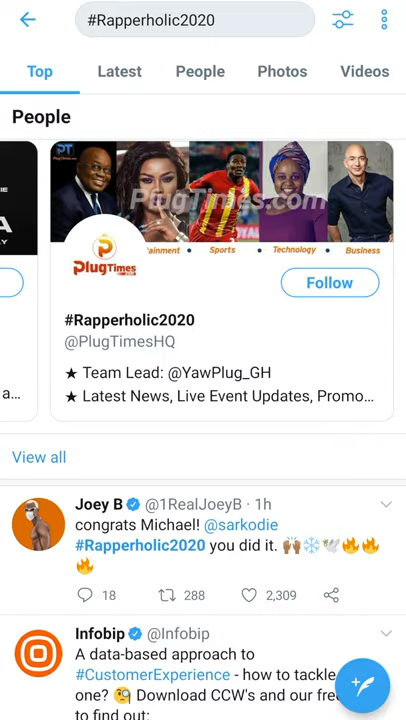 #Rapperholic2020
Top Latest People Photos Videos
People
PT
PlugTimes.com
ainment • Sports • Technology • Business
PlugTimes
Follow
#Rapperholic2020
@PlugTimesHQ
★ Team Lead: @YawPlug_GH
a... ★ Latest News, Live Event Updates, Promo...
View all
Joey B @1RealJoeyB · 1h
congrats Michael! @sarkodie
#Rapperholic2020 you did it. 🙌🏾❄️🕊️🔥🔥
🔥
18 288 2,309
Infobip @Infobip
A data-based approach to
#CustomerExperience - how to tackle
one? 🧐 Download CCW's and our fre
to find out: